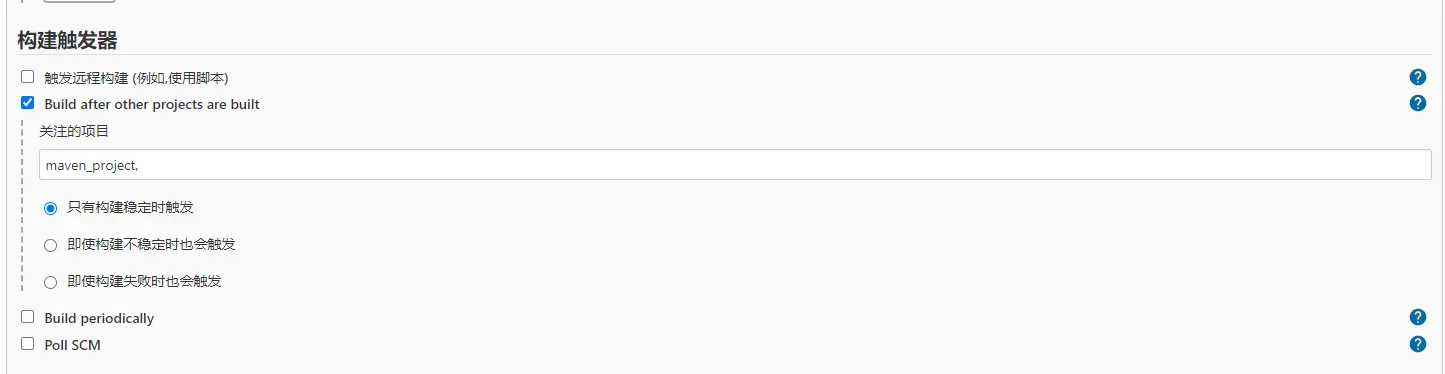 构建触发器
触发远程构建 (例如,使用脚本)
Build after other projects are built
关注的项目
maven_project,
只有构建稳定时触发
即使构建不稳定时也会触发
即使构建失败时也会触发
Build periodically
Poll SCM